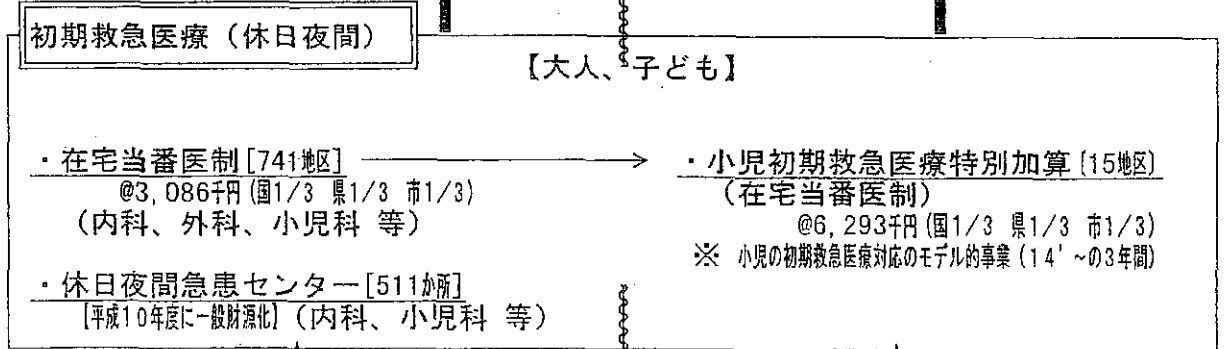 初期救急医療（休日夜間）
【大人、子ども】
・在宅当番医制[741地区]
@3,086千円(国1/3 県1/3 市1/3)
（内科、外科、小児科 等）
・休日夜間急患センター[511か所]
【平成10年度に一般財源化】（内科、小児科 等）
・小児初期救急医療特別加算[15地区]
（在宅当番医制）
@6,293千円(国1/3 県1/3 市1/3)
※ 小児の初期救急医療対応のモデル的事業(14'~の3年間)